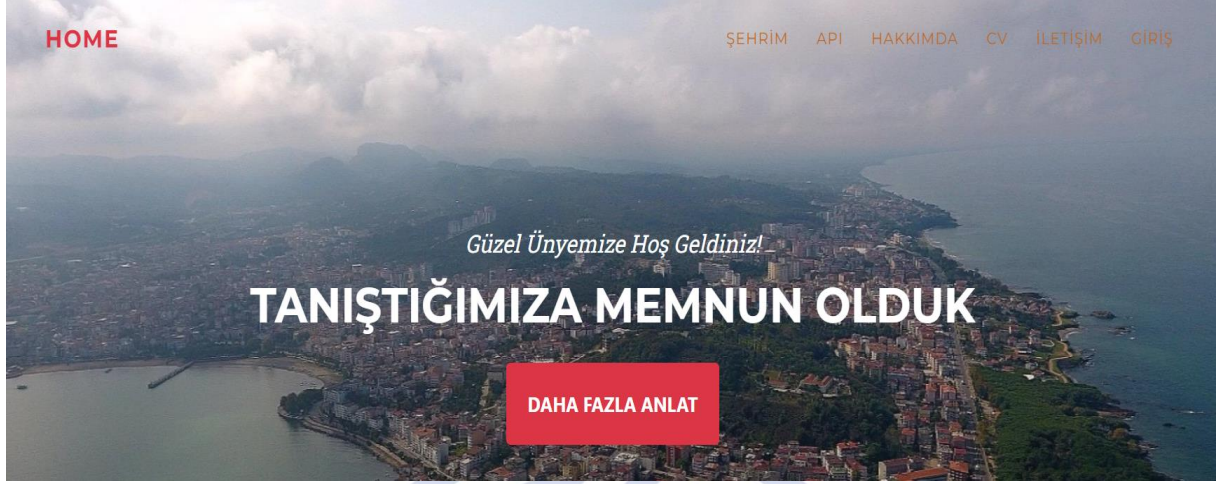 HOME
ŞEHRİM API HAKKIMDA CV İLETİŞİM GİRİŞ
Güzel Ünyemize Hoş Geldiniz!
TANIŞTIĞIMIZA MEMNUN OLDUK
DAHA FAZLA ANLAT